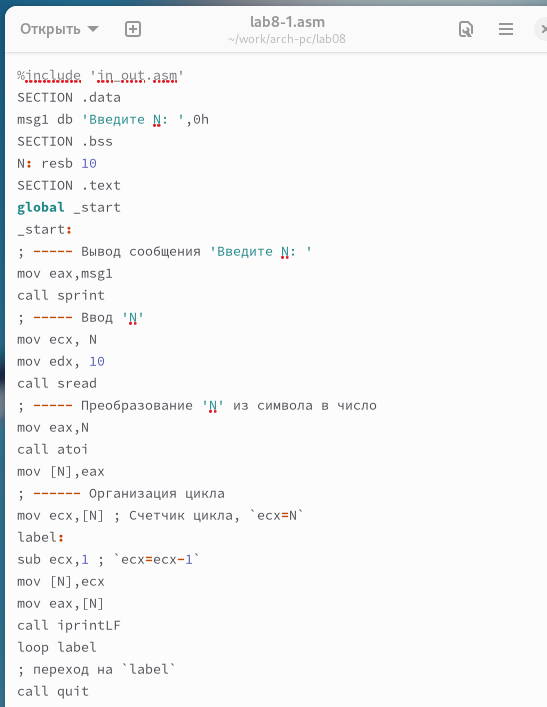 Открыть
lab8-1.asm
~/work/arch-pc/lab08
%include 'in_out.asm'
SECTION .data
msg1 db 'Введите N: ',0h
SECTION .bss
N: resb 10
SECTION .text
global _start
_start:
; ----- Вывод сообщения 'Введите N: '
mov eax,msg1
call sprint
; ----- Ввод 'N'
mov ecx, N
mov edx, 10
call sread
; ----- Преобразование 'N' из символа в число
mov eax,N
call atoi
mov [N],eax
; ------ Организация цикла
mov ecx,[N] ; Счетчик цикла, `ecx=N`
label:
sub ecx,1 ; `ecx=ecx-1`
mov [N],ecx
mov eax,[N]
call iprintLF
loop label
; переход на `label`
call quit